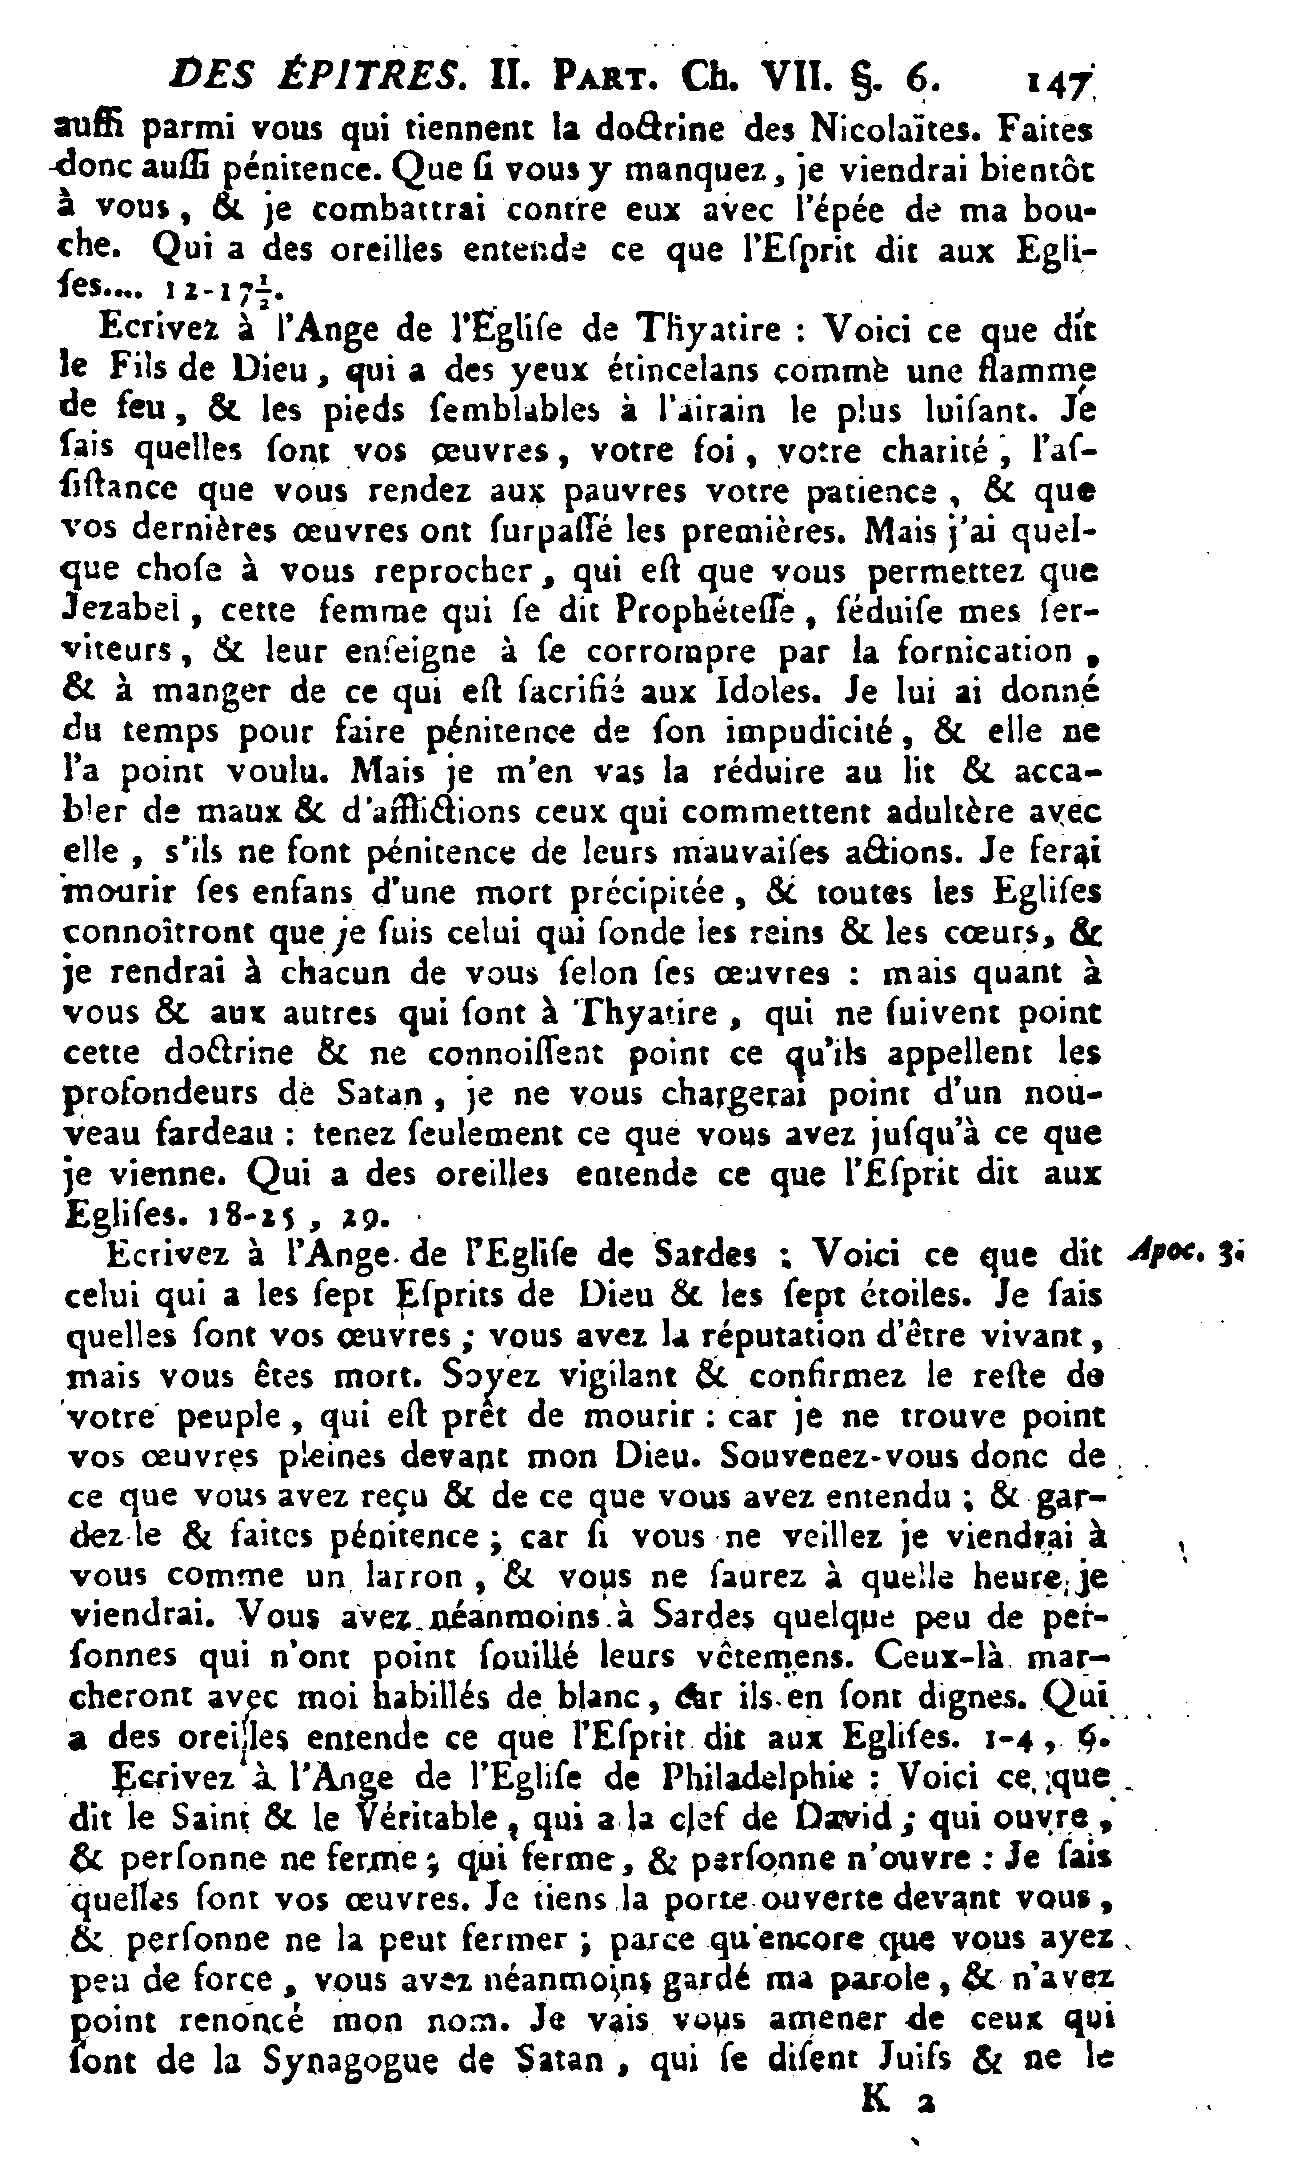 DES ÉPITRES. II. PART. Ch. VII. §. 6. 147
auſſi parmi vous qui tiennent la doctrine des Nicolaïtes. Faites
donc auſſi pénitence. Que ſi vous y manquez, je viendrai bientôt
à vous, & je combattrai contre eux avec l'épée de ma bou-
che. Qui a des oreilles entende ce que l'Eſprit dit aux Egli-
ſes.... 12-17½.
Ecrivez à l'Ange de l'Egliſe de Thyatire : Voici ce que dit
le Fils de Dieu, qui a des yeux étincelans comme une flamme
de feu, & les pieds ſemblables à l'airain le plus luiſant. Je
ſais quelles ſont vos œuvres, votre foi, votre charité, l'aſ-
ſiſtance que vous rendez aux pauvres votre patience, & que
vos dernières œuvres ont ſurpaſſé les premières. Mais j'ai quel-
que choſe à vous reprocher, qui eſt que vous permettez que
Jezabel, cette femme qui ſe dit Prophéteſſe, ſéduiſe mes ſer-
viteurs, & leur enſeigne à ſe corrompre par la fornication,
& à manger de ce qui eſt ſacrifié aux Idoles. Je lui ai donné
du temps pour faire pénitence de ſon impudicité, & elle ne
l'a point voulu. Mais je m'en vas la réduire au lit & acca-
bler de maux & d'afflictions ceux qui commettent adultère avec
elle, s'ils ne font pénitence de leurs mauvaiſes actions. Je ferai
mourir ſes enfans d'une mort précipitée, & toutes les Egliſes
connoîtront que je ſuis celui qui ſonde les reins & les cœurs, &
je rendrai à chacun de vous ſelon ſes œuvres : mais quant à
vous & aux autres qui ſont à Thyatire, qui ne ſuivent point
cette doctrine & ne connoiſſent point ce qu'ils appellent les
profondeurs de Satan, je ne vous chargerai point d'un nou-
veau fardeau : tenez ſeulement ce que vous avez juſqu'à ce que
je vienne. Qui a des oreilles entende ce que l'Eſprit dit aux
Egliſes. 18-25, 29.
Ecrivez à l'Ange de l'Egliſe de Sardes : Voici ce que dit Apoc. 3.
celui qui a les ſept Eſprits de Dieu & les ſept étoiles. Je ſais
quelles ſont vos œuvres ; vous avez la réputation d'être vivant,
mais vous êtes mort. Soyez vigilant & confirmez le reſte de
votre peuple, qui eſt prêt de mourir : car je ne trouve point
vos œuvres pleines devant mon Dieu. Souvenez-vous donc de
ce que vous avez reçu & de ce que vous avez entendu ; & gar-
dez-le & faites pénitence ; car ſi vous ne veillez je viendrai à
vous comme un larron, & vous ne ſaurez à quelle heure je
viendrai. Vous avez néanmoins à Sardes quelque peu de per-
ſonnes qui n'ont point ſouillé leurs vêtemens. Ceux-là mar-
cheront avec moi habillés de blanc, car ils en ſont dignes. Qui
a des oreilles entende ce que l'Eſprit dit aux Egliſes. 1-4, 6.
Ecrivez à l'Ange de l'Egliſe de Philadelphie : Voici ce que
dit le Saint & le Véritable, qui a la clef de David ; qui ouvre,
& perſonne ne ferme ; qui ferme, & perſonne n'ouvre : Je ſais
quelles ſont vos œuvres. Je tiens la porte ouverte devant vous,
& perſonne ne la peut fermer ; parce qu'encore que vous ayez
peu de force, vous avez néanmoins gardé ma parole, & n'avez
point renoncé mon nom. Je vais vous amener de ceux qui
ſont de la Synagogue de Satan, qui ſe diſent Juifs & ne le
K 2